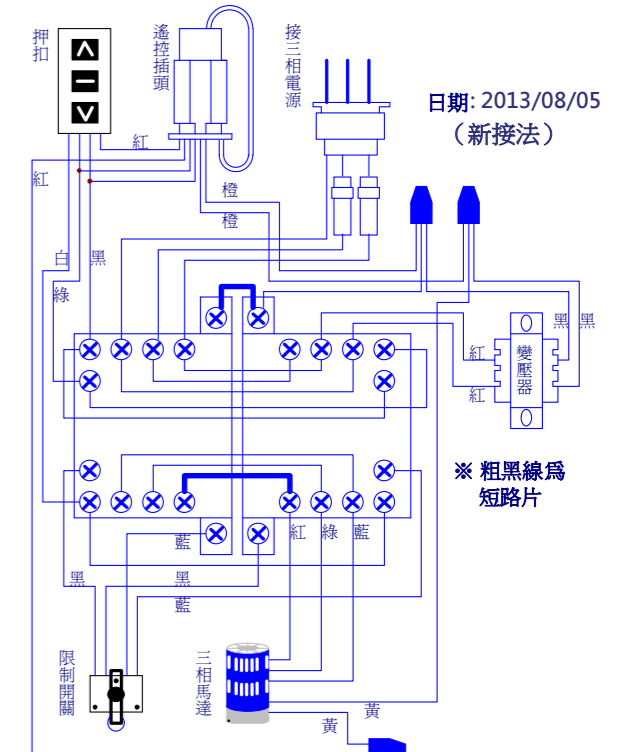 押扣
遙控插頭
接三相電源
日期: 2013/08/05
（新接法）
紅
紅
橙
橙
白
黑
綠
黑
黑
紅
變壓器
紅
※ 粗黑線爲
短路片
紅
綠
藍
藍
黑
黑
藍
限制開關
三相馬達
黃
黃